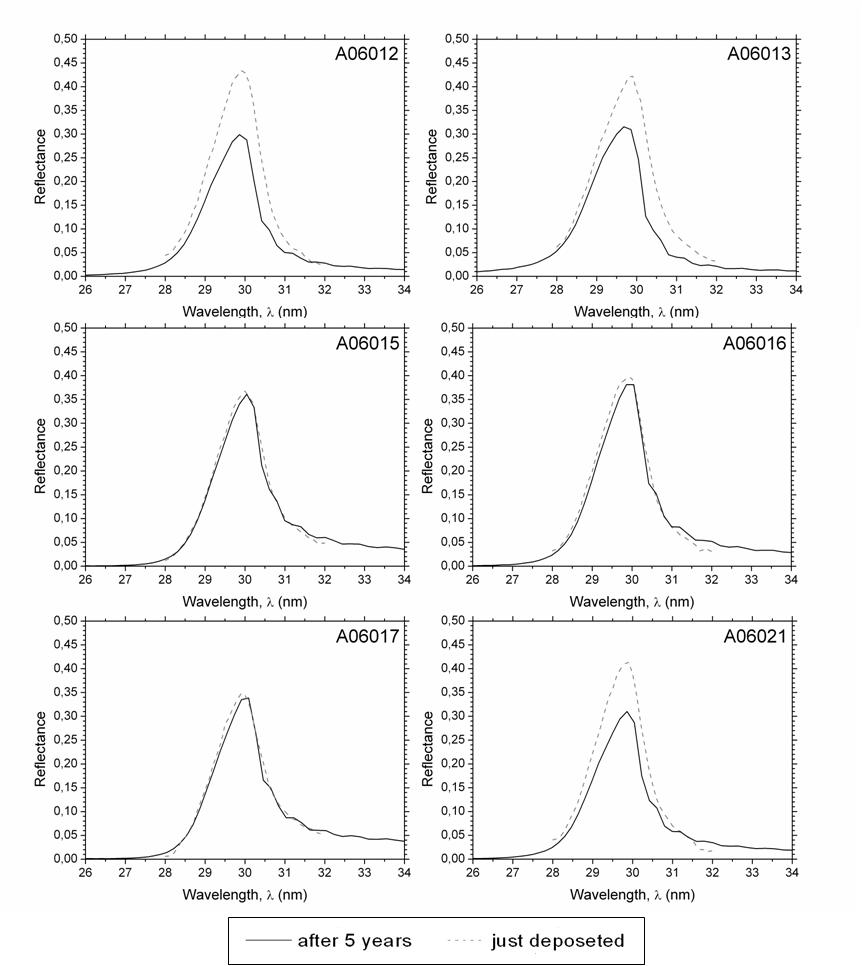 A06012
0,50
0,45
0,40
0,35
0,30
0,25
0,20
0,15
0,10
0,05
0,00
Reflectance
26 27 28 29 30 31 32 33 34
Wavelength, λ (nm)
A06013
0,50
0,45
0,40
0,35
0,30
0,25
0,20
0,15
0,10
0,05
0,00
Reflectance
26 27 28 29 30 31 32 33 34
Wavelength, λ (nm)
A06015
0,50
0,45
0,40
0,35
0,30
0,25
0,20
0,15
0,10
0,05
0,00
Reflectance
26 27 28 29 30 31 32 33 34
Wavelength, λ (nm)
A06016
0,50
0,45
0,40
0,35
0,30
0,25
0,20
0,15
0,10
0,05
0,00
Reflectance
26 27 28 29 30 31 32 33 34
Wavelength, λ (nm)
A06017
0,50
0,45
0,40
0,35
0,30
0,25
0,20
0,15
0,10
0,05
0,00
Reflectance
26 27 28 29 30 31 32 33 34
Wavelength, λ (nm)
A06021
0,50
0,45
0,40
0,35
0,30
0,25
0,20
0,15
0,10
0,05
0,00
Reflectance
26 27 28 29 30 31 32 33 34
Wavelength, λ (nm)
after 5 years just deposeted